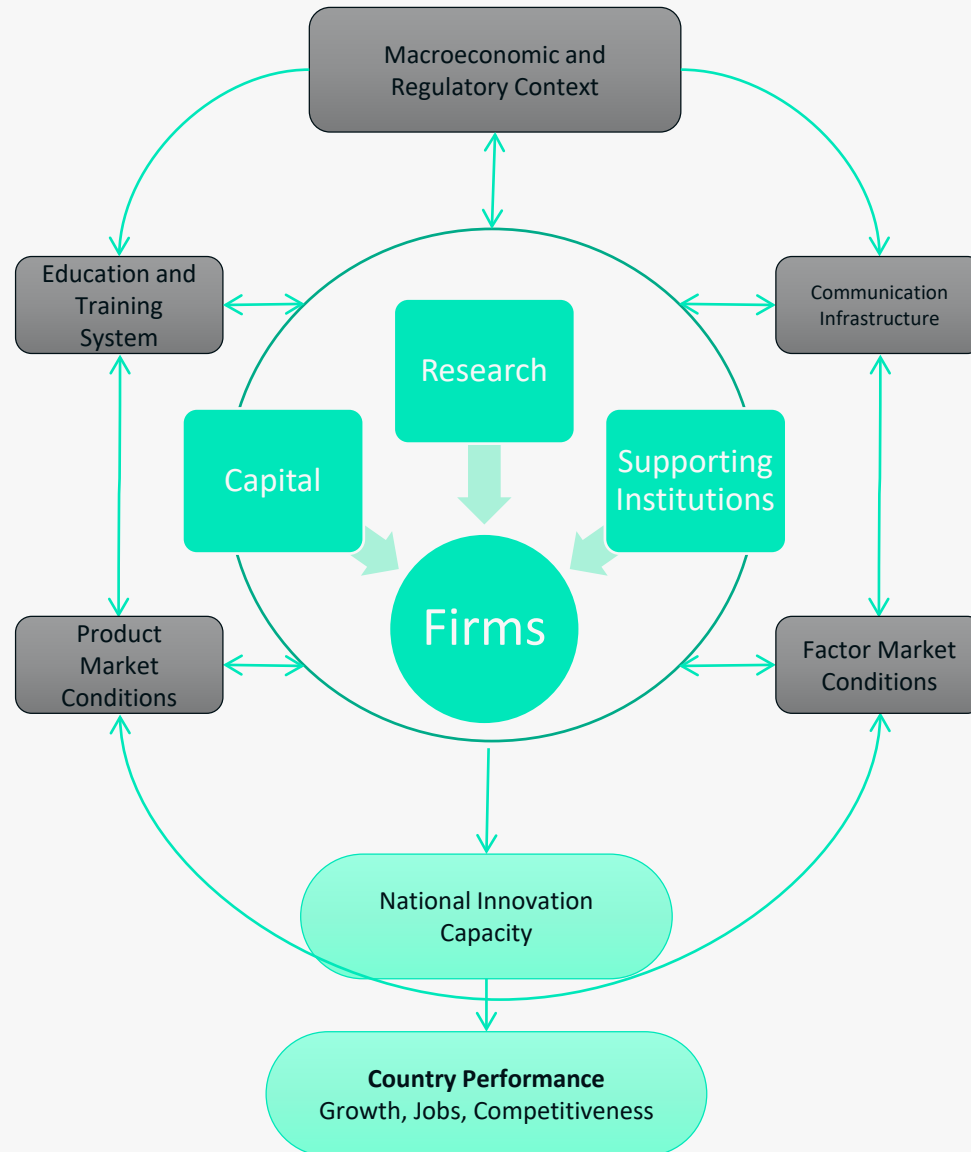 Macroeconomic and
Regulatory Context
Education and
Training
System
Communication
Infrastructure
Research
Capital
Supporting
Institutions
Firms
Product
Market
Conditions
Factor Market
Conditions
National Innovation
Capacity
Country Performance
Growth, Jobs, Competitiveness